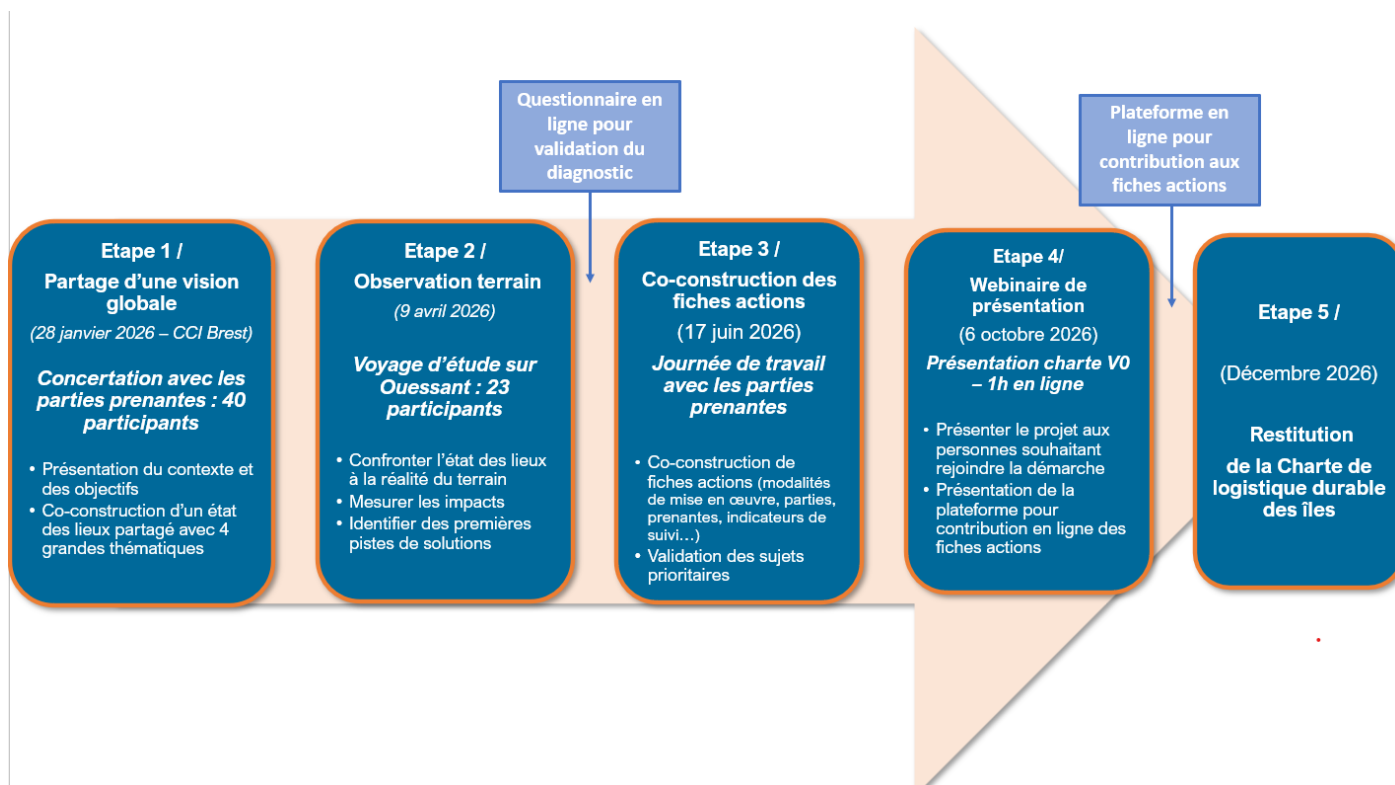 Questionnaire en
ligne pour
validation du
diagnostic
Plateforme en
ligne pour
contribution aux
fiches actions
Etape 1 /
Partage d’une vision
globale
(28 janvier 2026 – CCI Brest)
Concertation avec les
parties prenantes : 40
participants
• Présentation du contexte et
des objectifs
• Co-construction d’un état
des lieux partagé avec 4
grandes thématiques
Etape 2 /
Observation terrain
(9 avril 2026)
Voyage d’étude sur
Ouessant : 23
participants
• Confronter l’état des lieux
à la réalité du terrain
• Mesurer les impacts
• Identifier des premières
pistes de solutions
Etape 3 /
Co-construction des
fiches actions
(17 juin 2026)
Journée de travail
avec les parties
prenantes
• Co-construction de
fiches actions (modalités
de mise en œuvre, parties,
prenantes, indicateurs de
suivi…)
• Validation des sujets
prioritaires
Etape 4/
Webinaire de
présentation
(6 octobre 2026)
Présentation charte V0
– 1h en ligne
• Présenter le projet aux
personnes souhaitant
rejoindre la démarche
• Présentation de la
plateforme pour
contribution en ligne des
fiches actions
Etape 5 /
(Décembre 2026)
Restitution
de la Charte de
logistique durable
des îles